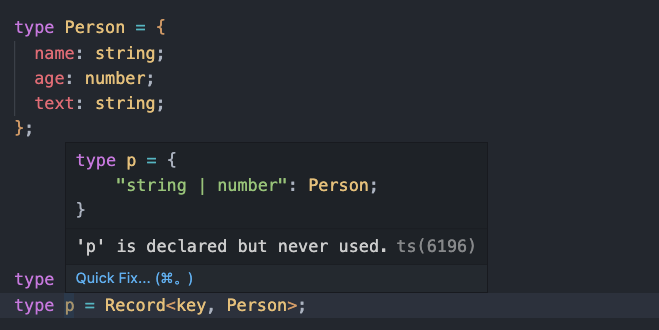 type Person = {
name: string;
age: number;
text: string;
};
type p = {
"string | number": Person;
}
'p' is declared but never used. ts(6196)
Quick Fix... (⌘。)
type
type p = Record<key, Person>;